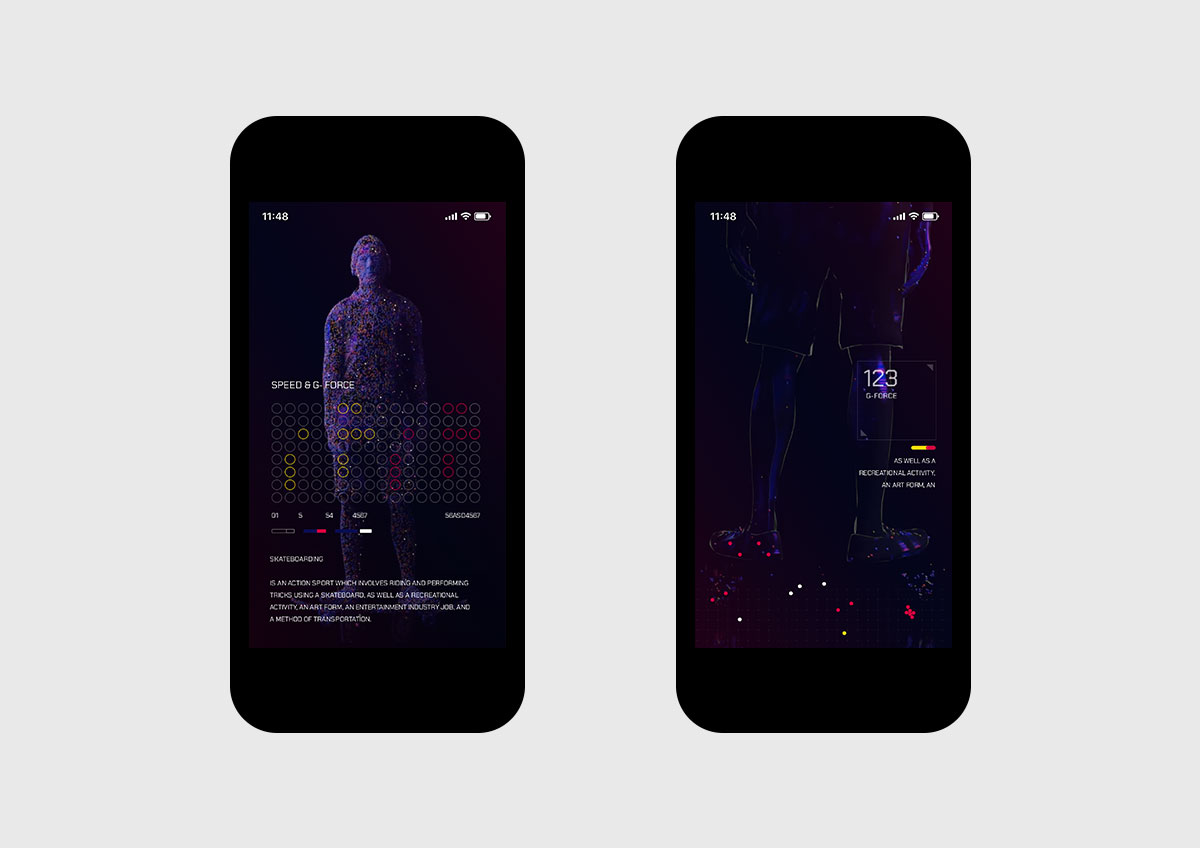 11:48
SPEED & G- FORCE
01 S S4 4567 S6ASD4567
SKATEBOARDING
IS AN ACTION SPORT WHICH INVOLVES RIDING AND PERFORMING
TRICKS USING A SKATEBOARD, AS WELL AS A RECREATIONAL
ACTIVITY, AN ART FORM, AN ENTERTAINMENT INDUSTRY JOB, AND
A METHOD OF TRANSPORTATION.
11:48
123
G-FORCE
AS WELL AS A
RECREATIONAL ACTIVITY,
AN ART FORM, AN